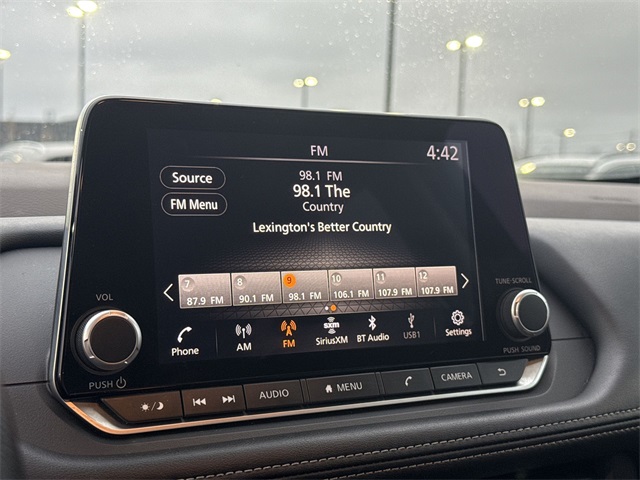 FM
4:42
Source
98.1 FM
98.1 The
FM Menu
Country
Lexington's Better Country
7 8 9 10 11 12
87.9 FM 90.1 FM 98.1 FM 106.1 FM 107.9 FM 107.9 FM
Phone AM FM sxm SiriusXM BT Audio USB1 Settings
VOL
PUSH
TUNE·SCROLL
PUSH SOUND
AUDIO MENU CAMERA